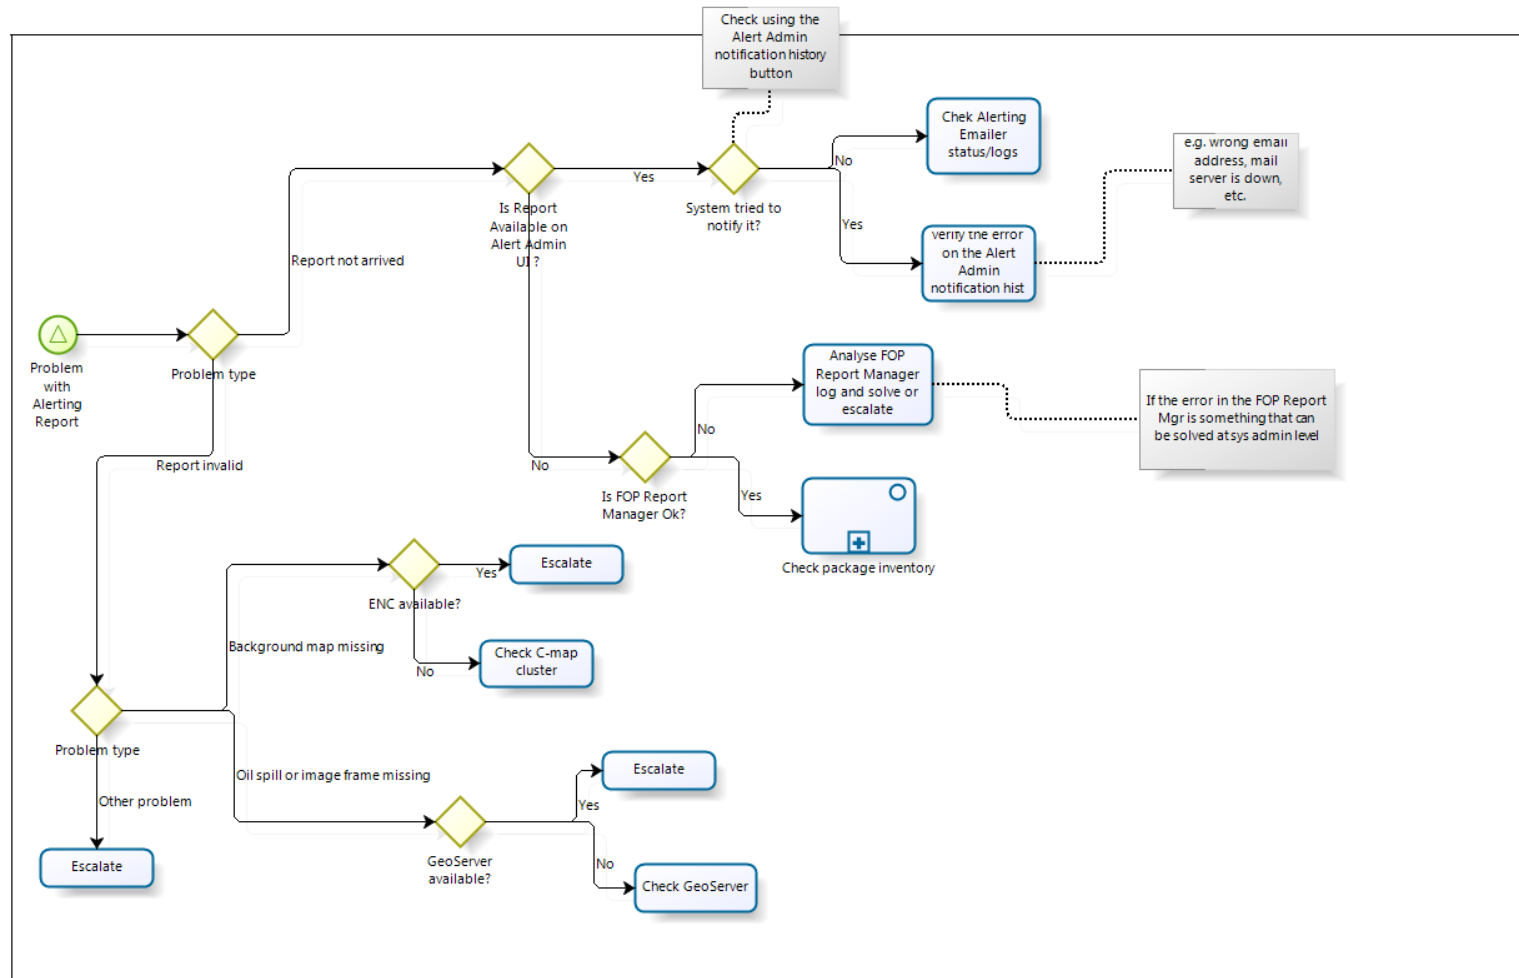 Check using the
Alert Admin
notification history
button
Chek Alerting
Emailer
status/logs
No
e.g. wrong email
address, mail
server is down,
etc.
Yes
Is Report
Available on
Alert Admin
UI ?
System tried to
notify it?
Yes
verify the error
on the Alert
Admin
notification hist
Report not arrived
Problem
with
Alerting
Report
Problem type
Analyse FOP
Report Manager
log and solve or
escalate
If the error in the FOP Report
Mgr is something that can
be solved at sys admin level
No
Report invalid
No
Is FOP Report
Manager Ok?
Yes
Check package inventory
ENC available?
Yes
Escalate
Background map missing
No
Check C-map
cluster
Problem type
Oil spill or image frame missing
Escalate
Other problem
Yes
GeoServer
available?
No
Check GeoServer
Escalate